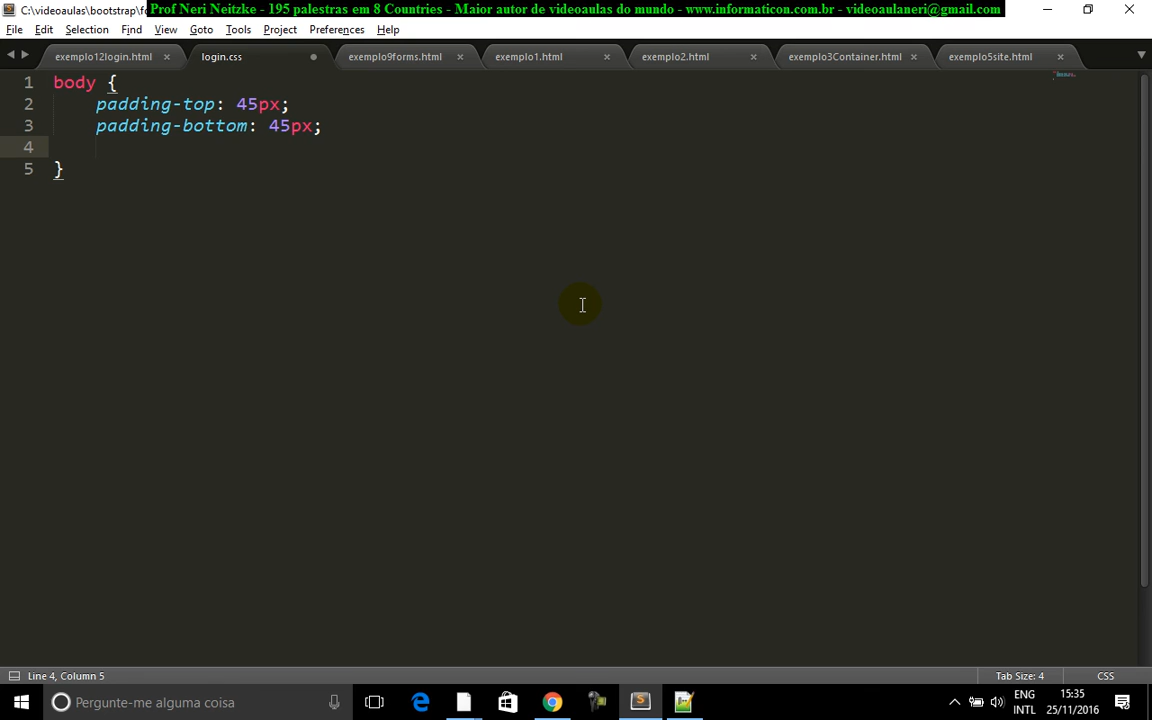 C:\videoaulas\bootstrap\fo
Prof Neri Neitzke - 195 palestras em 8 Countries - Maior autor de videoaulas do mundo - www.informaticon.com.br - videoaulaneri@gmail.com
File Edit Selection Find View Goto Tools Project Preferences Help
exemplo12login.html login.css exemplo9forms.html exemplo1.html exemplo2.html exemplo3Container.html exemplo5site.html
1 body {
2 padding-top: 45px;
3 padding-bottom: 45px;
4
5 }
Line 4, Column 5 Tab Size: 4 CSS
Pergunte-me alguma coisa
ENG 15:35
INTL 25/11/2016